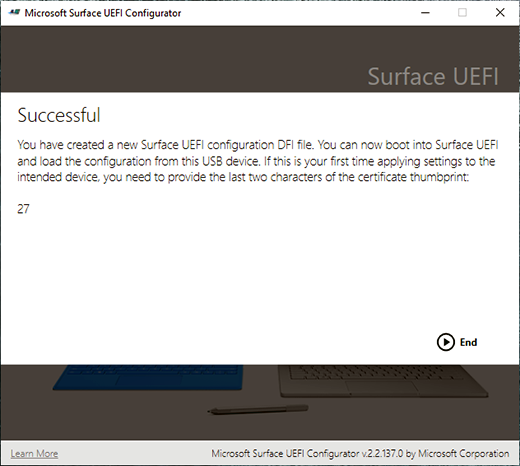 Microsoft Surface UEFI Configurator
Surface UEFI
Successful
You have created a new Surface UEFI configuration DFI file. You can now boot into Surface UEFI
and load the configuration from this USB device. If this is your first time applying settings to the
intended device, you need to provide the last two characters of the certificate thumbprint:
27
End
Learn More
Microsoft Surface UEFI Configurator v.2.2.137.0 by Microsoft Corporation